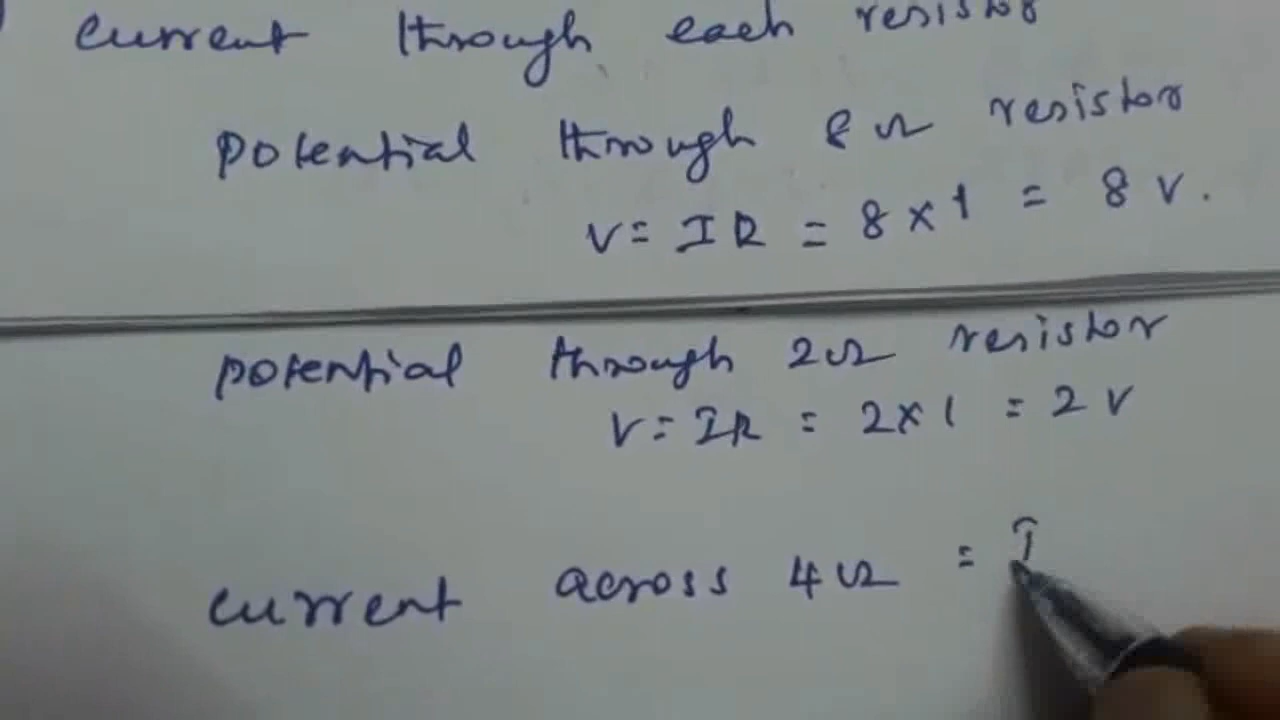 current through each resistor
potential through 8Ω resistor
V = IR = 8 × 1 = 8 V.
potential through 2Ω resistor
V = IR = 2 × 1 = 2 V
current across 4Ω = I